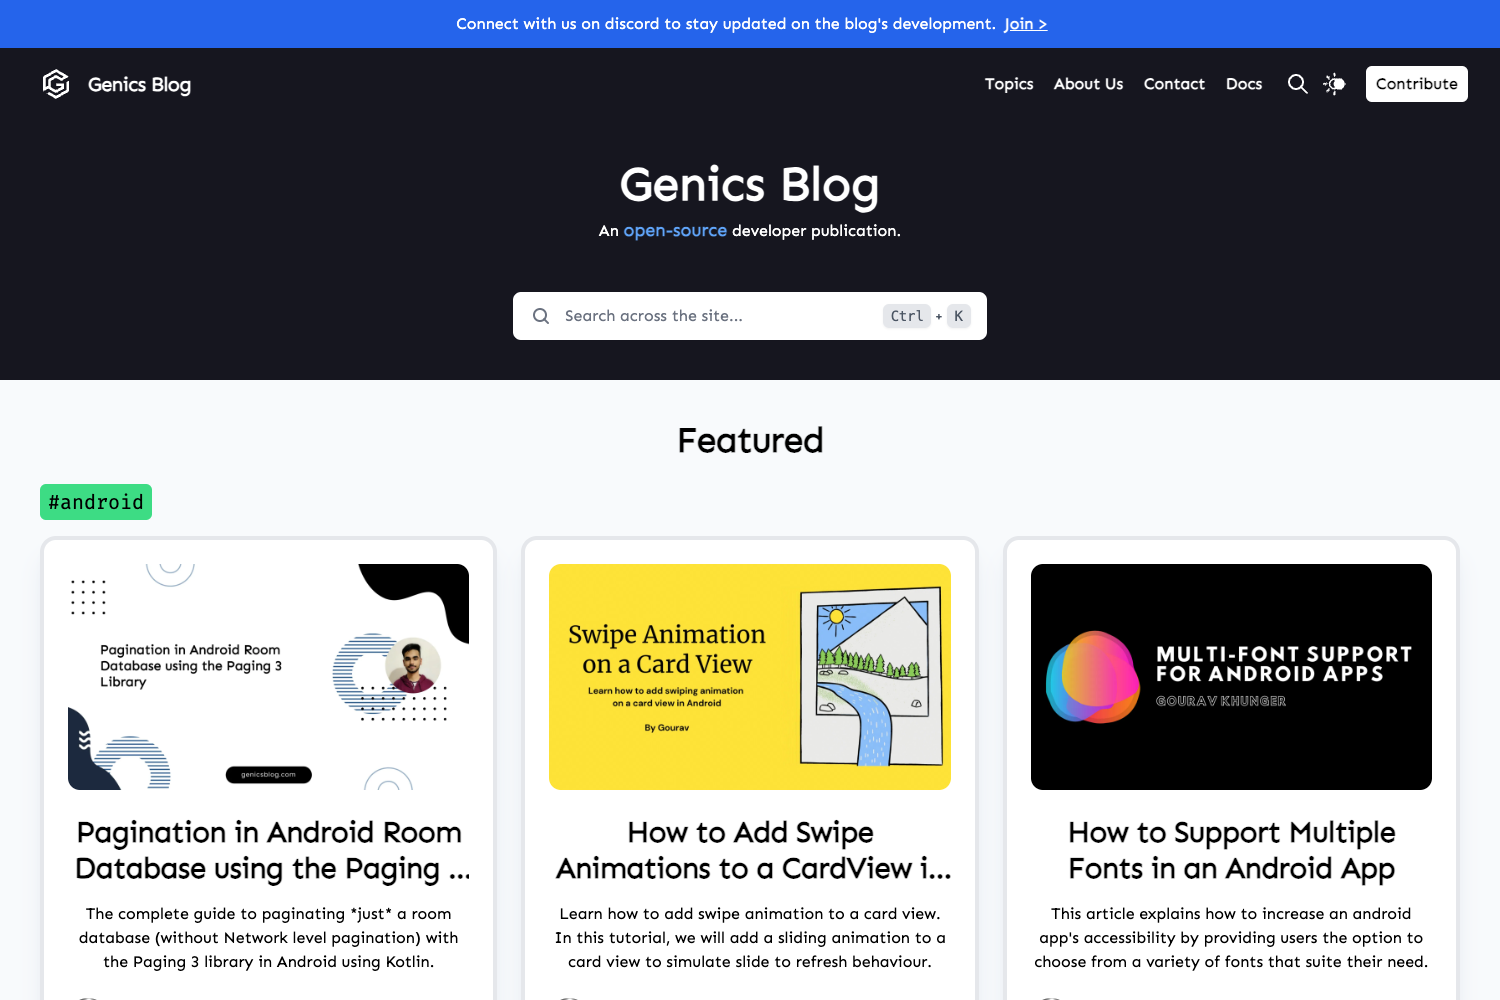 Connect with us on discord to stay updated on the blog's development. Join >
Genics Blog
Topics About Us Contact Docs Contribute
Genics Blog
An open-source developer publication.
Search across the site... Ctrl + K
Featured
#android
Pagination in Android Room
Database using the Paging 3
Library
genicsblog.com
Pagination in Android Room
Database using the Paging ...
The complete guide to paginating *just* a room
database (without Network level pagination) with
the Paging 3 library in Android using Kotlin.
Swipe Animation
on a Card View
Learn how to add swiping animation
on a card view in Android
By Gourav
How to Add Swipe
Animations to a CardView i...
Learn how to add swipe animation to a card view.
In this tutorial, we will add a sliding animation to a
card view to simulate slide to refresh behaviour.
MULTI-FONT SUPPORT
FOR ANDROID APPS
GOURAV KHUNGER
How to Support Multiple
Fonts in an Android App
This article explains how to increase an android
app's accessibility by providing users the option to
choose from a variety of fonts that suite their need.